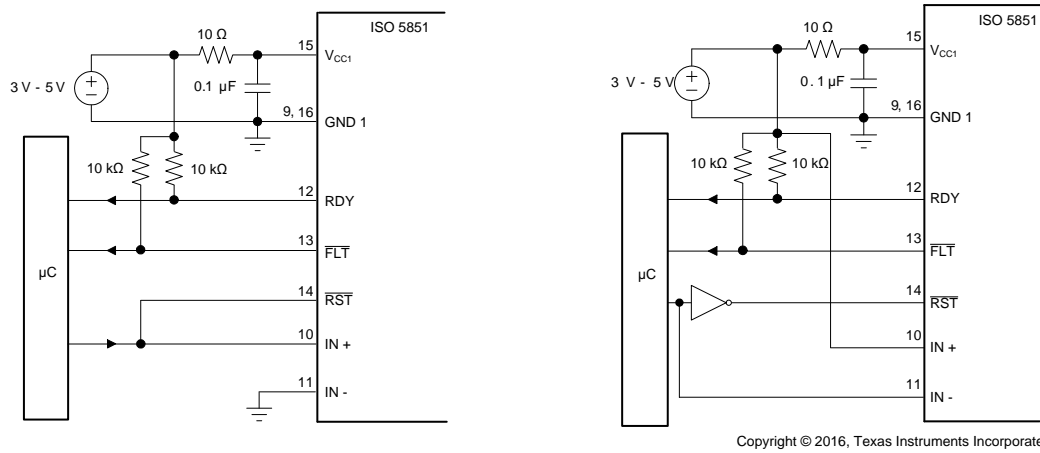 ISO 5851
10 Ω
15
V CC1
3 V - 5 V
0.1 µF
9, 16
GND 1
10 kΩ
10 kΩ
12
RDY
13
FLT
µC
14
RST
10
IN +
11
IN -
ISO 5851
10 Ω
15
V CC1
3 V - 5 V
0.1 µF
9, 16
GND 1
10 kΩ
10 kΩ
12
RDY
13
FLT
µC
14
RST
10
IN +
11
IN -
Copyright © 2016, Texas Instruments Incorporate